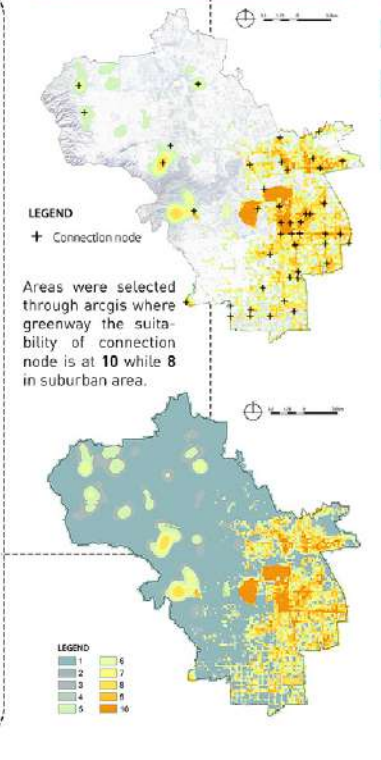 LEGEND
Connection node
Areas were selected
through arcgis where
greenway the suita-
bility of connection
node is at 10 while 8
in suburban area.
LEGEND
1 6
2 7
3 8
4 9
5 10